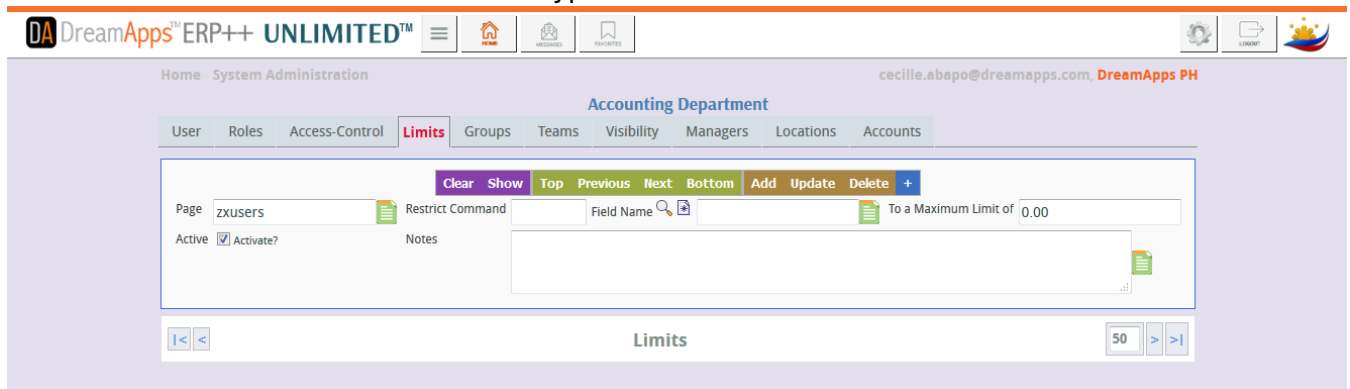 DA DreamApps™ ERP++ UNLIMITED™ HOME MESSAGES FAVORITES LOGOUT
Home System Administration cecille.abapo@dreamapps.com, DreamApps PH
Accounting Department
User Roles Access-Control Limits Groups Teams Visibility Managers Locations Accounts
Clear Show Top Previous Next Bottom Add Update Delete +
Page zxusers Restrict Command Field Name To a Maximum Limit of 0.00
Active Activate? Notes
|< < Limits 50 > >|